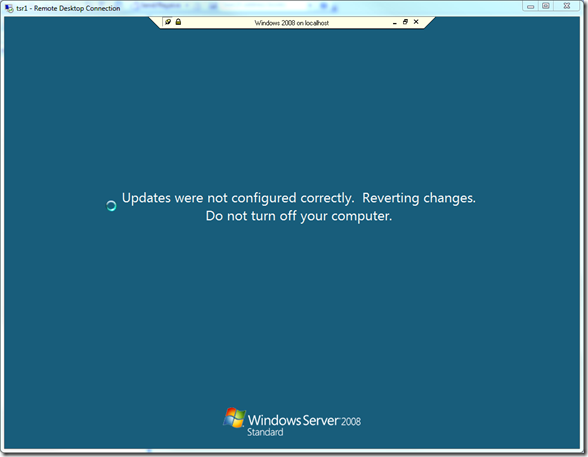 tsr1 - Remote Desktop Connection
Windows 2008 on localhost
Updates were not configured correctly.  Reverting changes.
Do not turn off your computer.
Windows Server 2008
Standard